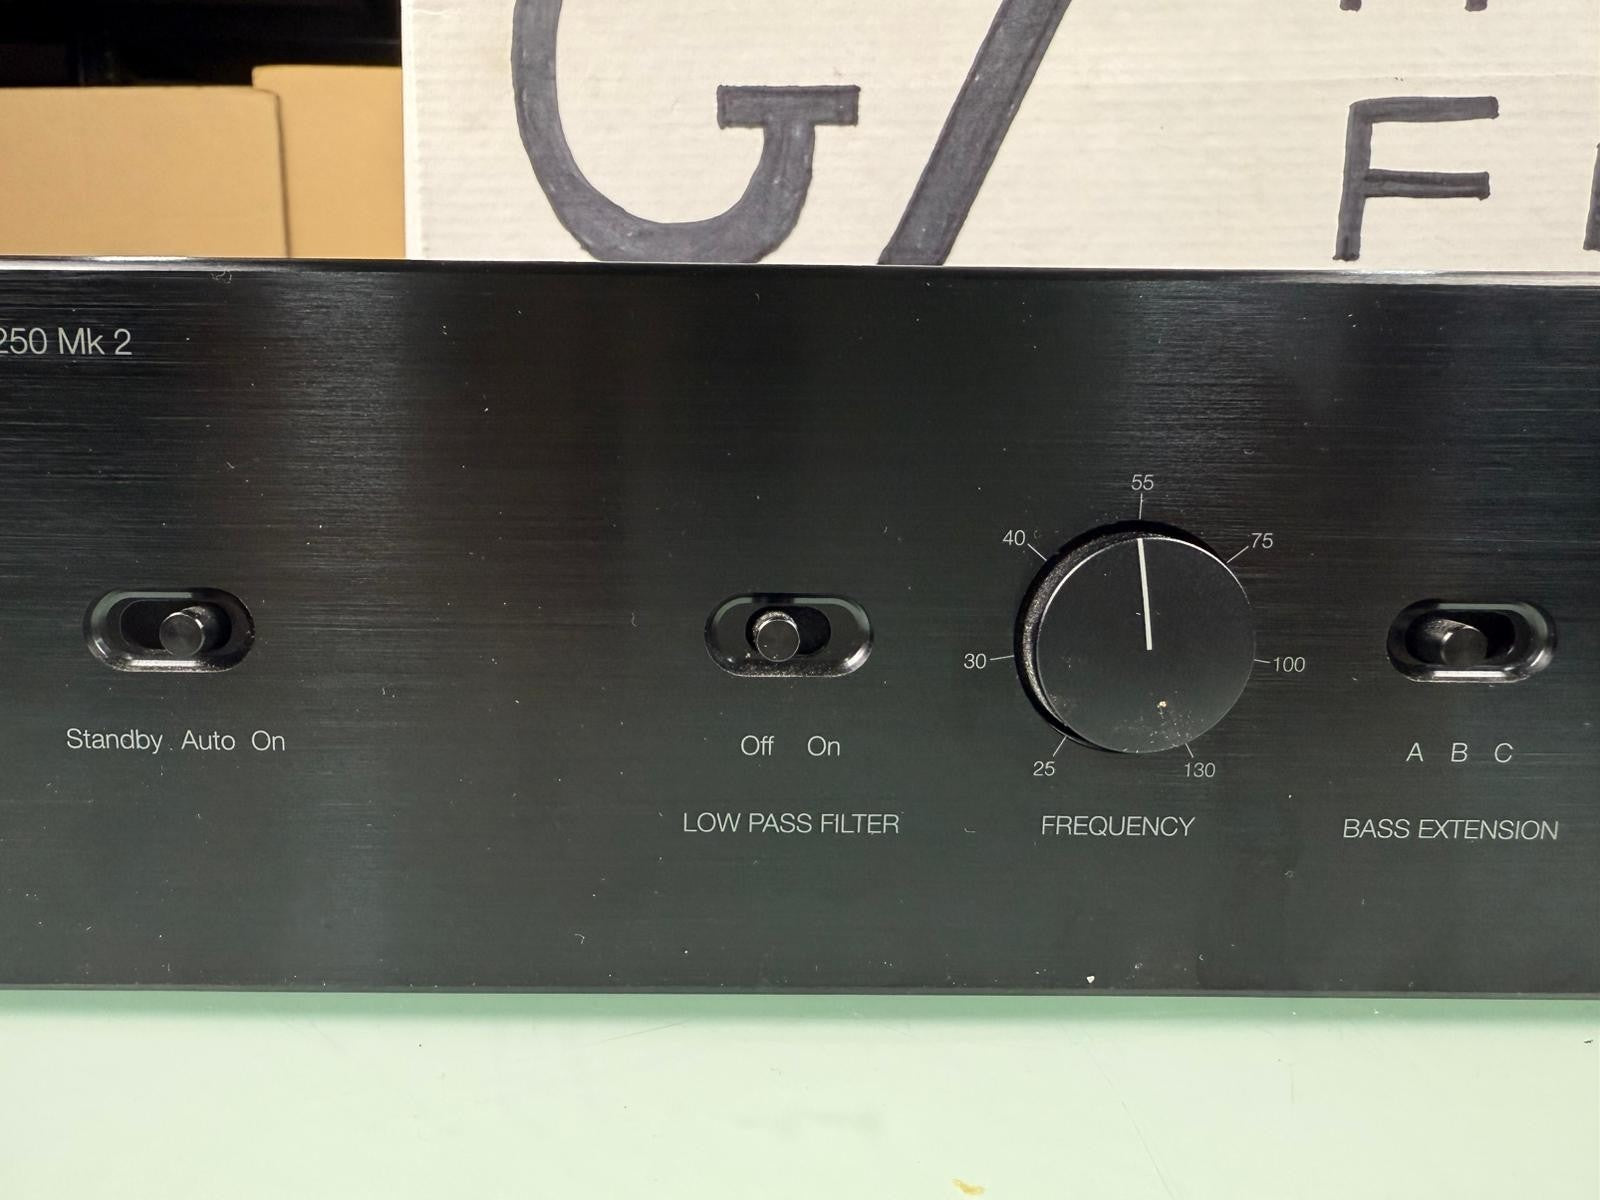 G/
F
250 Mk 2
55
40
75
30
100
25
130
Standby Auto On
Off On
A B C
LOW PASS FILTER
FREQUENCY
BASS EXTENSION